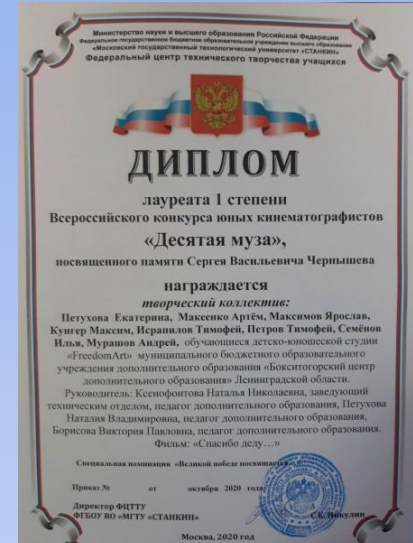 Министерство науки и высшего образования Российской Федерации
Федеральное государственное бюджетное образовательное учреждение высшего образования
«Московский государственный технологический университет «СТАНКИН»
Федеральный центр технического творчества учащихся
ДИПЛОМ
лауреата 1 степени
Всероссийского конкурса юных кинематографистов
«Десятая муза»,
посвященного памяти Сергея Васильевича Чернышева
награждается
творческий коллектив:
Петухова Екатерина, Макеенко Артём, Максимов Ярослав,
Кунгер Максим, Исрапилов Тимофей, Петров Тимофей, Семёнов
Илья, Мурашов Андрей, обучающиеся детско-юношеской студии
«FreedomArt» муниципального бюджетного образовательного
учреждения дополнительного образования «Бокситогорский центр
дополнительного образования» Ленинградской области.
Руководитель: Ксенофонтова Наталья Николаевна, заведующий
техническим отделом, педагог дополнительного образования, Петухова
Наталия Владимировна, педагог дополнительного образования,
Борисова Виктория Павловна, педагог дополнительного образования.
Фильм: «Спасибо деду…»
Специальная номинация «Великой победе посвящается»
Приказ № от октября 2020 года
Директор ФЦТТУ
ФГБОУ ВО «МГТУ «СТАНКИН» С.К. Никулин
Москва, 2020 год